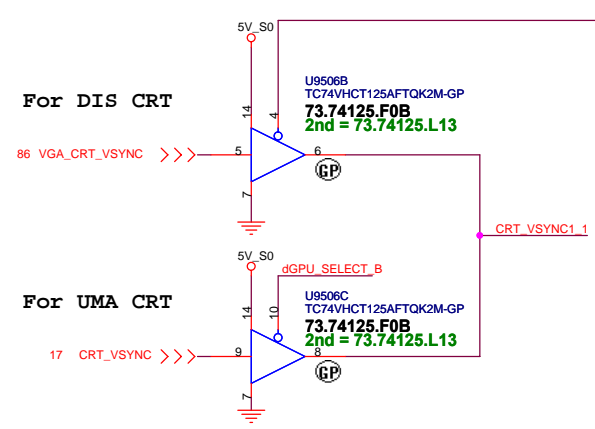 5V_S0
U9506B
TC74VHCT125AFTQK2M-GP
73.74125.F0B
2nd = 73.74125.L13
14
4
For DIS CRT
86 VGA_CRT_VSYNC
5
6
GP
7
CRT_VSYNC1_1
5V_S0
dGPU_SELECT_B
U9506C
TC74VHCT125AFTQK2M-GP
73.74125.F0B
2nd = 73.74125.L13
14
10
For UMA CRT
17 CRT_VSYNC
9
8
GP
7